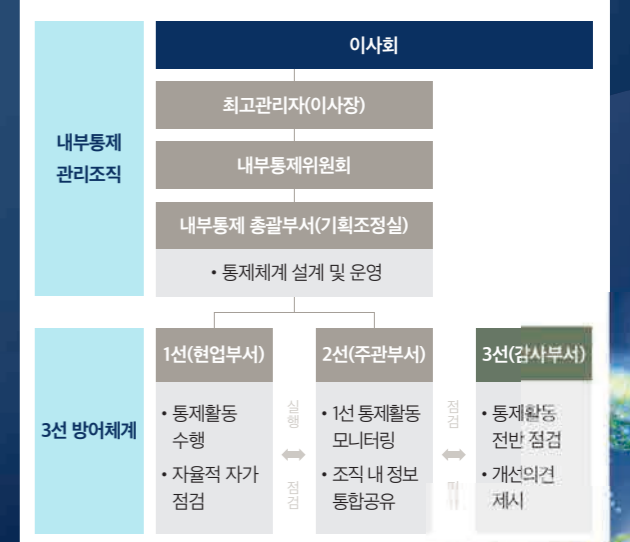 이사회
최고관리자(이사장)
내부통제
관리조직
내부통제위원회
내부통제 총괄부서(기획조정실)
• 통제체계 설계 및 운영
3선 방어체계
1선(현업부서)
• 통제활동
수행
• 자율적 자가
점검
실행
점검
2선(주관부서)
• 1선 통제활동
모니터링
• 조직 내 정보
통합공유
점검
3선(감사부서)
• 통제활동
전반 점검
• 개선의견
제시